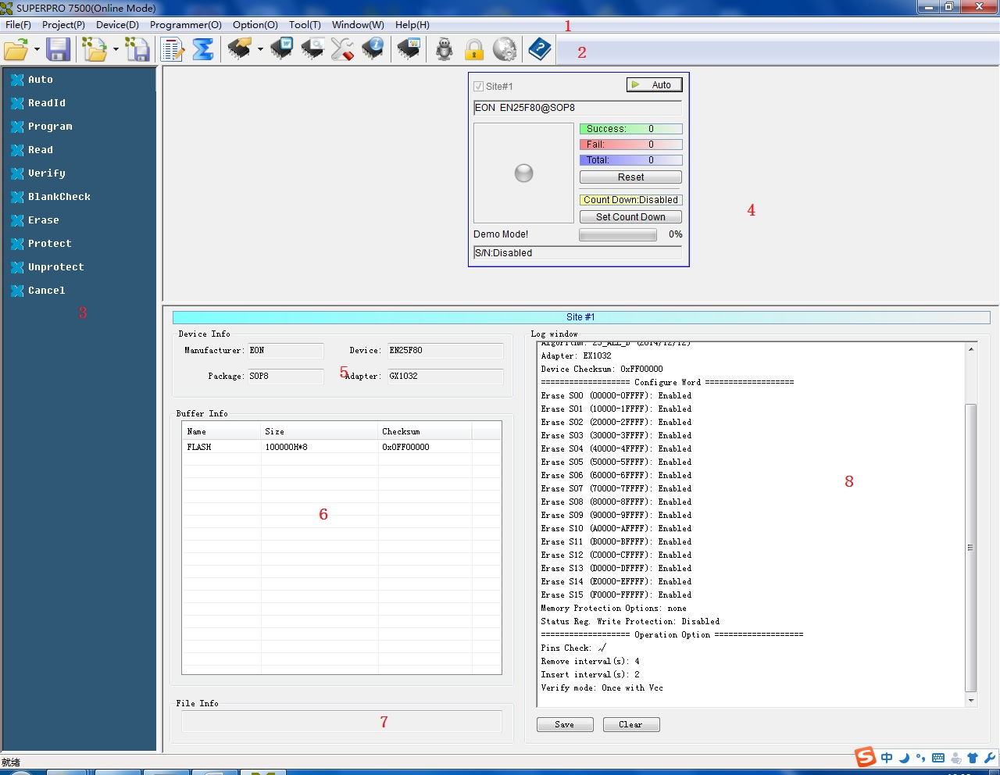 SUPERPRO 7500(Online Mode)
File(F) Project(P) Device(D) Programmer(O) Option(O) Tool(T) Window(W) Help(H)
1
2
Auto
ReadId
Program
Read
Verify
BlankCheck
Erase
Protect
Unprotect
Cancel
3
Site#1 Auto
EON EN25F80@SOP8
Success: 0
Fail: 0
Total: 0
Reset
Count Down:Disabled
Set Count Down
Demo Mode! 0%
S/N:Disabled
4
Site #1
Device Info
Manufacturer: EON Device: EN25F80
Package: SOP8 Adapter: GX1032
5
Buffer Info
Name Size Checksum
FLASH 100000H*8 0x0FF00000
6
File Info
7
Log window
Algorithm: 25_ALL_D (2014/12/12)
Adapter: EX1032
Device Checksum: 0xFF00000
=================== Configure Word ===================
Erase S00 (00000-0FFFF): Enabled
Erase S01 (10000-1FFFF): Enabled
Erase S02 (20000-2FFFF): Enabled
Erase S03 (30000-3FFFF): Enabled
Erase S04 (40000-4FFFF): Enabled
Erase S05 (50000-5FFFF): Enabled
Erase S06 (60000-6FFFF): Enabled
Erase S07 (70000-7FFFF): Enabled
Erase S08 (80000-8FFFF): Enabled
Erase S09 (90000-9FFFF): Enabled
Erase S10 (A0000-AFFFF): Enabled
Erase S11 (B0000-BFFFF): Enabled
Erase S12 (C0000-CFFFF): Enabled
Erase S13 (D0000-DFFFF): Enabled
Erase S14 (E0000-EFFFF): Enabled
Erase S15 (F0000-FFFFF): Enabled
Memory Protection Options: none
Status Reg. Write Protection: Disabled
=================== Operation Option ===================
Pins Check: √
Remove interval(s): 4
Insert interval(s): 2
Verify mode: Once with Vcc
8
Save Clear
就绪
中